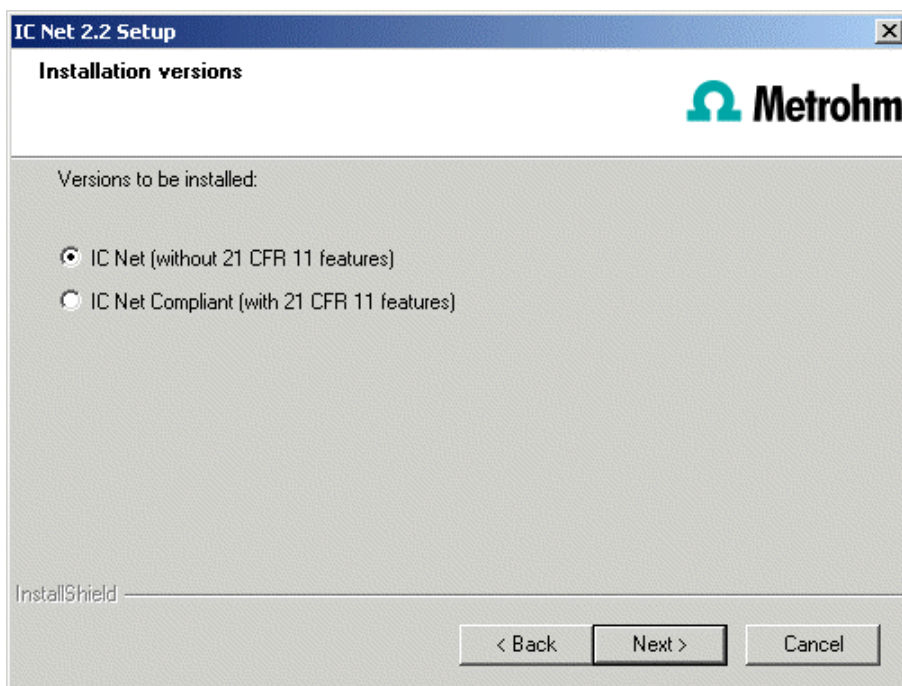 IC Net 2.2 Setup
Installation versions
Metrohm
Versions to be installed:
IC Net (without 21 CFR 11 features)
IC Net Compliant (with 21 CFR 11 features)
InstallShield
< Back
Next >
Cancel